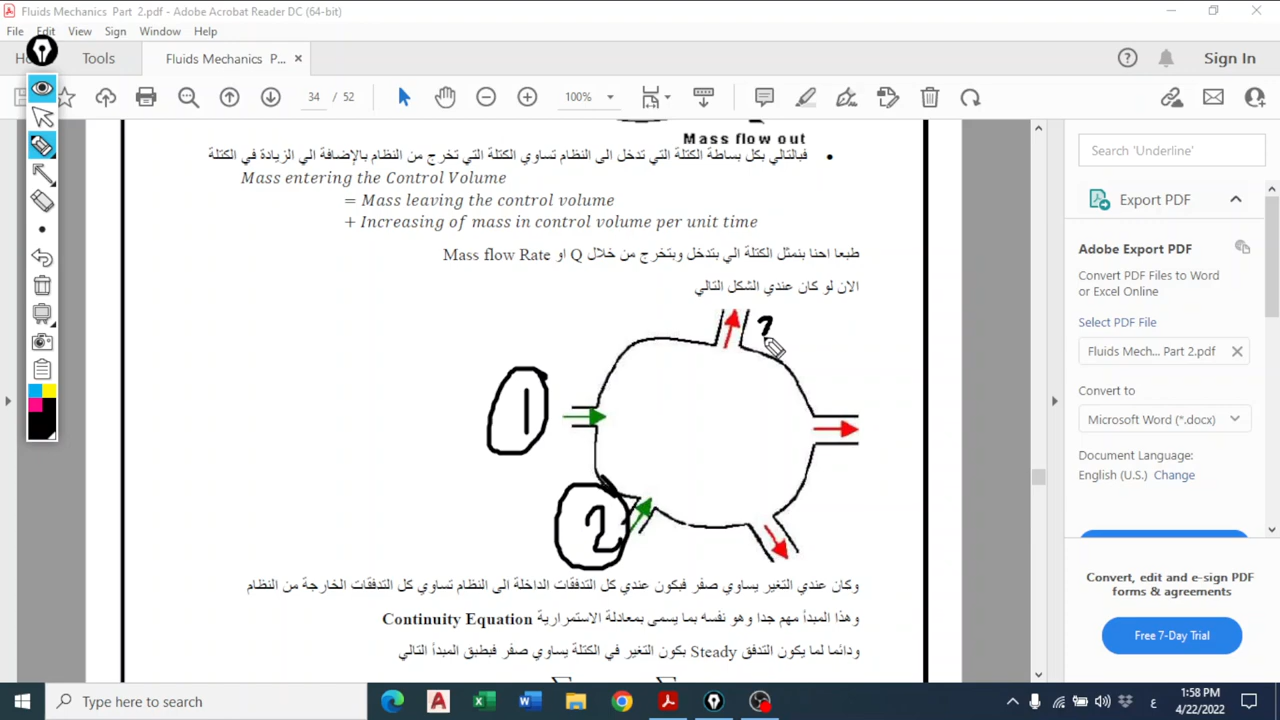 Fluids Mechanics Part 2.pdf - Adobe Acrobat Reader DC (64-bit)
File Edit View Sign Window Help
Tools
Fluids Mechanics P... ×
Sign In
34 / 52
100%
Mass flow out
• فبالتالي بكل بساطة الكتلة التي تدخل الى النظام تساوي الكتلة التي تخرج من النظام بالإضافة الي الزيادة في الكتلة
Mass entering the Control Volume
= Mass leaving the control volume
+ Increasing of mass in control volume per unit time
طبعا احنا بنمثل الكتلة الي بتدخل وبتخرج من خلال Q او Mass flow Rate
الان لو كان عندي الشكل التالي
1
2
وكان عندي التغير يساوي صفر فبكون عندي كل التدفقات الداخلة الى النظام تساوي كل التدفقات الخارجة من النظام
وهذا المبدأ مهم جدا وهو نفسه بما يسمى بمعادلة الاستمرارية Continuity Equation
ودائما لما يكون التدفق Steady بكون التغير في الكتلة يساوي صفر فبطبق المبدأ التالي
Search 'Underline'
Export PDF
Adobe Export PDF
Convert PDF Files to Word
or Excel Online
Select PDF File
Fluids Mech... Part 2.pdf
Convert to
Microsoft Word (*.docx)
Document Language:
English (U.S.) Change
Convert, edit and e-sign PDF
forms & agreements
Free 7-Day Trial
Type here to search
ع
1:58 PM
4/22/2022